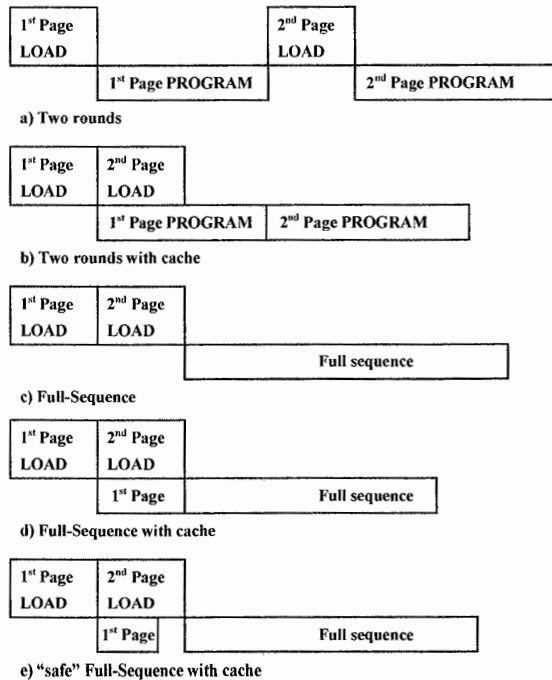 1st Page 2nd Page
LOAD LOAD
1st Page PROGRAM 2nd Page PROGRAM
a) Two rounds
1st Page 2nd Page
LOAD LOAD
1st Page PROGRAM 2nd Page PROGRAM
b) Two rounds with cache
1st Page 2nd Page
LOAD LOAD
Full sequence
c) Full-Sequence
1st Page 2nd Page
LOAD LOAD
1st Page Full sequence
d) Full-Sequence with cache
1st Page 2nd Page
LOAD LOAD
1st Page Full sequence
e) "safe" Full-Sequence with cache